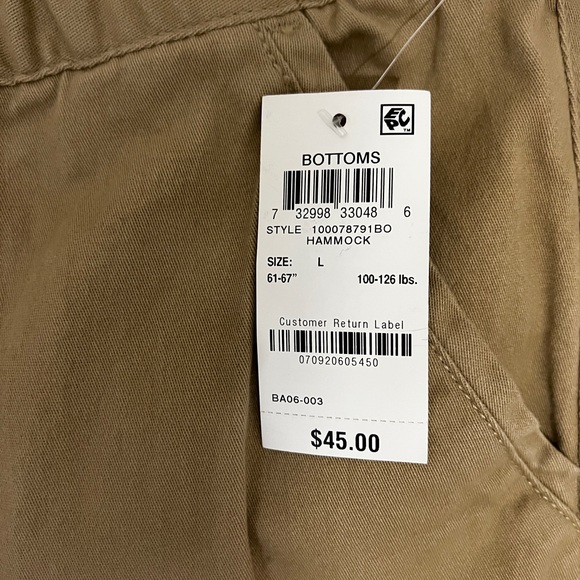 EPC™
BOTTOMS
7 32998 33048 6
STYLE 100078791BO
HAMMOCK
SIZE: L
61-67" 100-126 lbs.
Customer Return Label
070920605450
BA06-003
$45.00